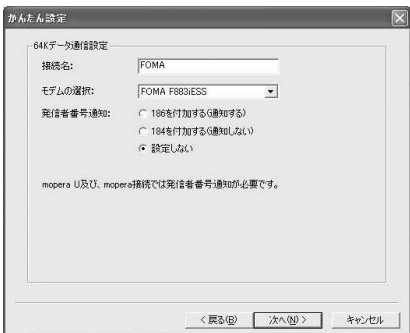 かんたん設定
64Kデータ通信設定
接続名: FOMA
モデムの選択: FOMA F883iESS
発信者番号通知: 186を付加する(通知する)
184を付加する(通知しない)
設定しない
mopera U及び、mopera接続では発信者番号通知が必要です。
< 戻る(B) 次へ(N) > キャンセル